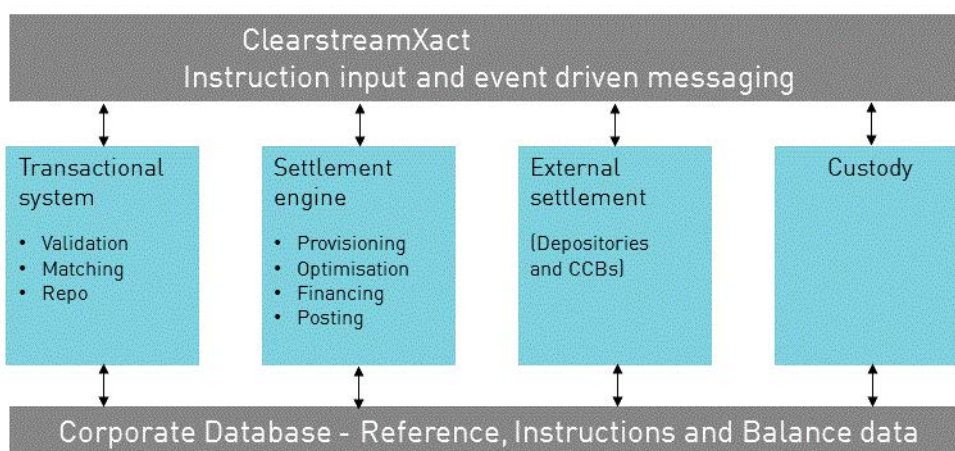 ClearstreamXact
Instruction input and event driven messaging
Transactional
system
• Validation
• Matching
• Repo
Settlement
engine
• Provisioning
• Optimisation
• Financing
• Posting
External
settlement
(Depositories
and CCBs)
Custody
Corporate Database - Reference, Instructions and Balance data